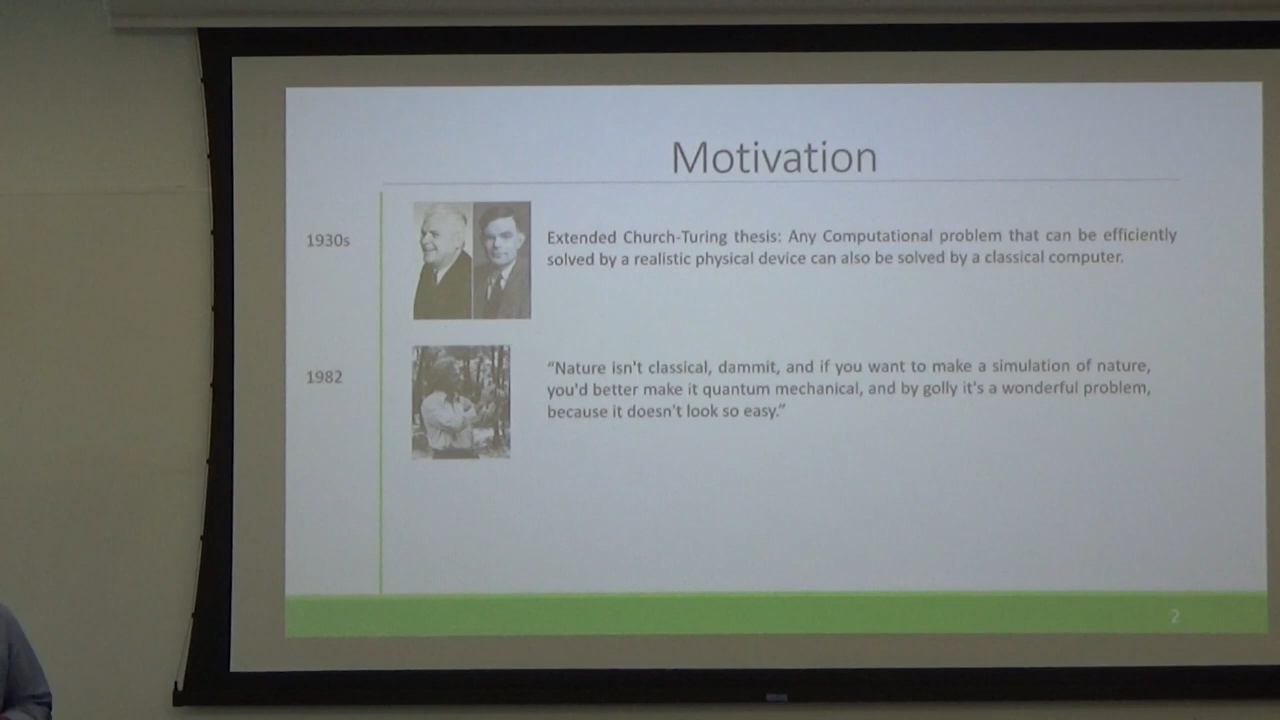 Motivation
1930s
Extended Church-Turing thesis: Any Computational problem that can be efficiently
solved by a realistic physical device can also be solved by a classical computer.
1982
“Nature isn't classical, dammit, and if you want to make a simulation of nature,
you'd better make it quantum mechanical, and by golly it's a wonderful problem,
because it doesn't look so easy.”
2